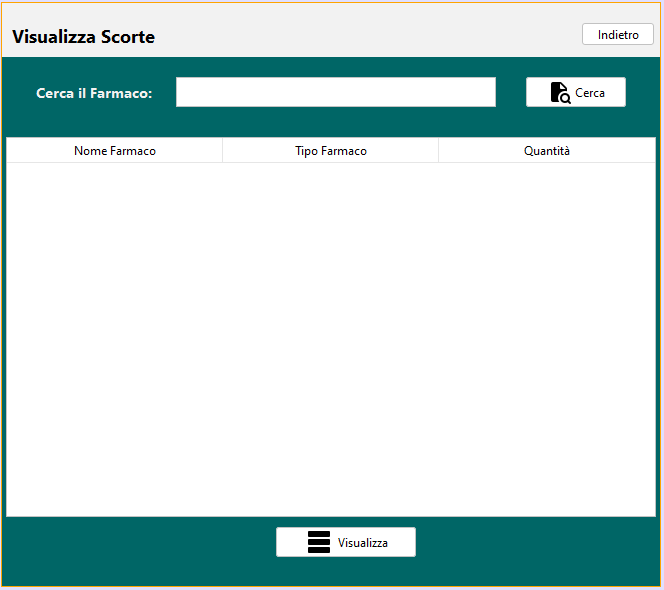 Visualizza Scorte
Indietro
Cerca il Farmaco:
Cerca
Nome Farmaco Tipo Farmaco Quantità
Visualizza